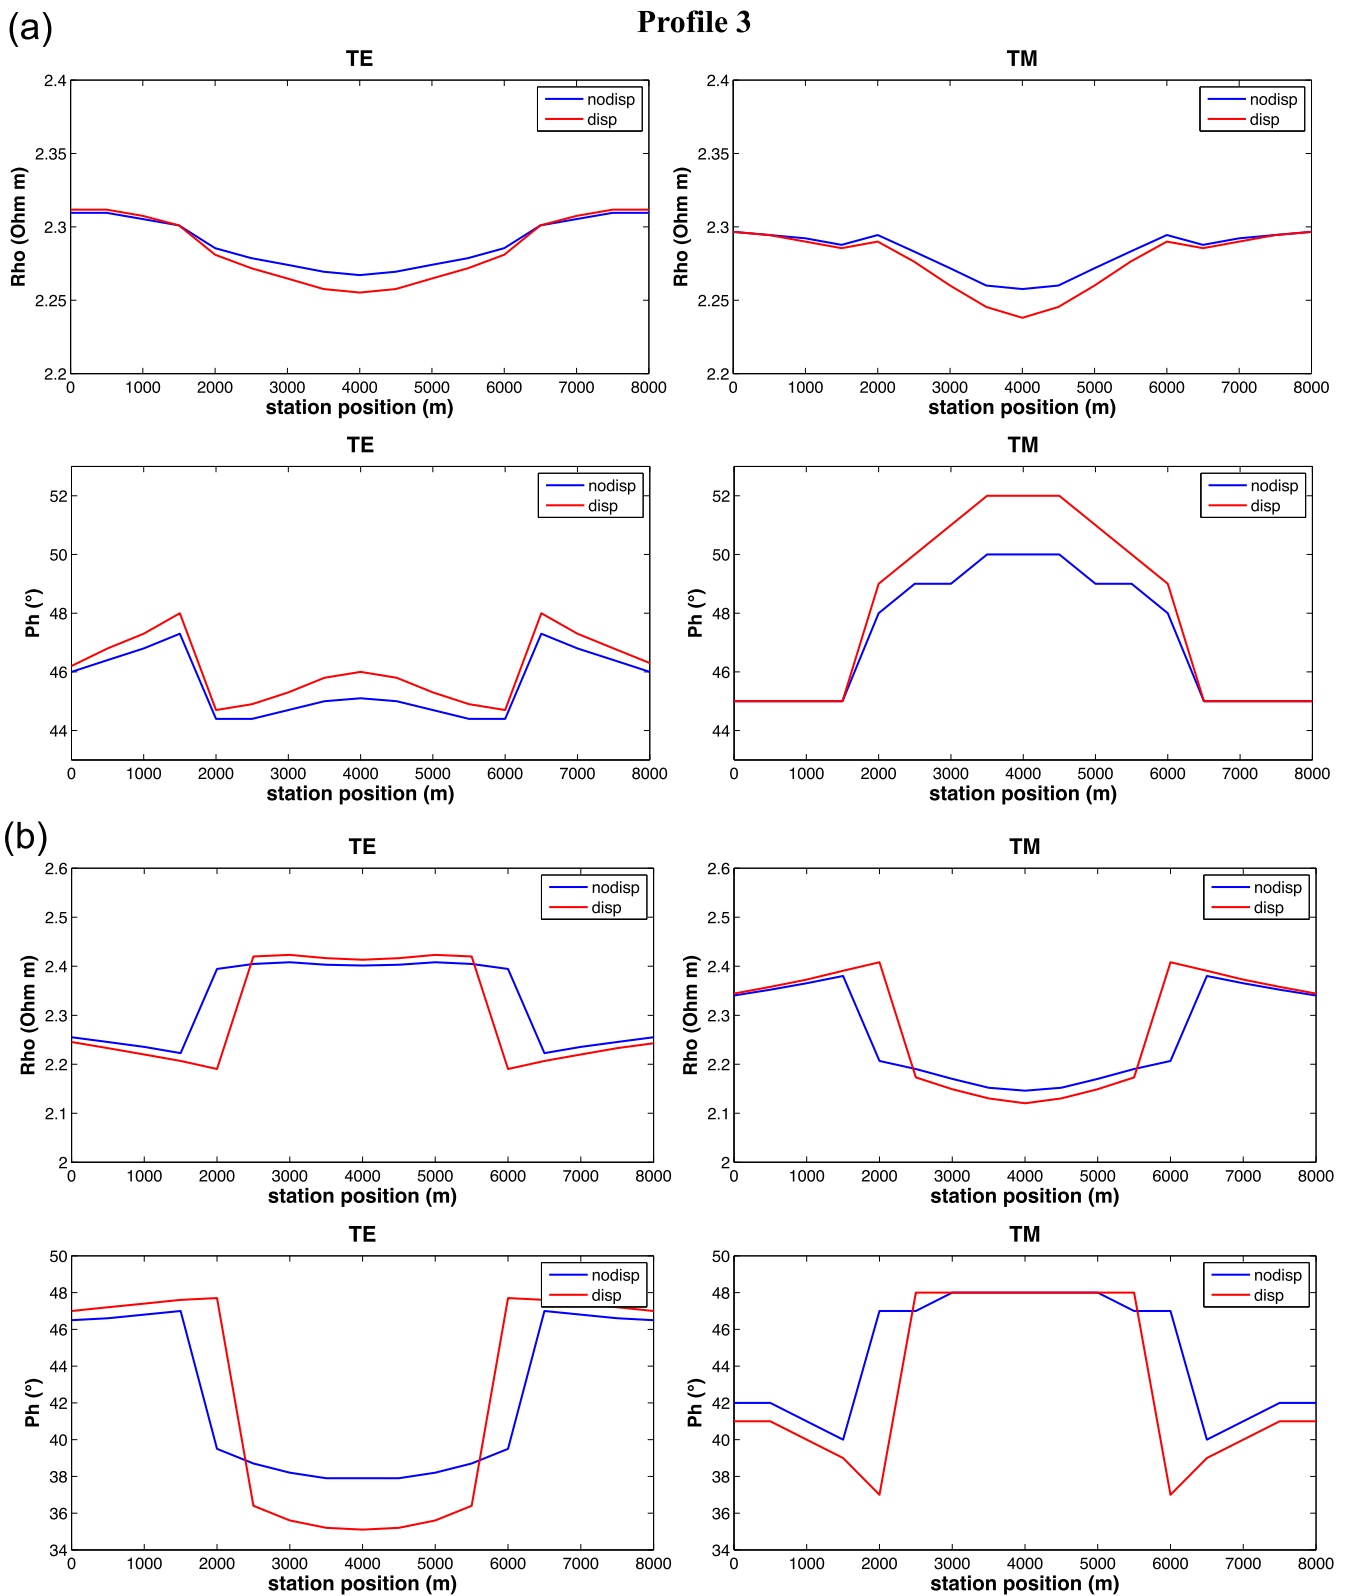 (a)
Profile 3
TE
Rho (Ohm m)
2.4
2.35
2.3
2.25
2.2
nodisp
disp
0 1000 2000 3000 4000 5000 6000 7000 8000
station position (m)
TM
Rho (Ohm m)
2.4
2.35
2.3
2.25
2.2
nodisp
disp
0 1000 2000 3000 4000 5000 6000 7000 8000
station position (m)
TE
Ph (°)
52
50
48
46
44
nodisp
disp
0 1000 2000 3000 4000 5000 6000 7000 8000
station position (m)
TM
Ph (°)
52
50
48
46
44
nodisp
disp
0 1000 2000 3000 4000 5000 6000 7000 8000
station position (m)
(b)
TE
Rho (Ohm m)
2.6
2.5
2.4
2.3
2.2
2.1
2
nodisp
disp
0 1000 2000 3000 4000 5000 6000 7000 8000
station position (m)
TM
Rho (Ohm m)
2.6
2.5
2.4
2.3
2.2
2.1
2
nodisp
disp
0 1000 2000 3000 4000 5000 6000 7000 8000
station position (m)
TE
Ph (°)
50
48
46
44
42
40
38
36
34
nodisp
disp
0 1000 2000 3000 4000 5000 6000 7000 8000
station position (m)
TM
Ph (°)
50
48
46
44
42
40
38
36
34
nodisp
disp
0 1000 2000 3000 4000 5000 6000 7000 8000
station position (m)